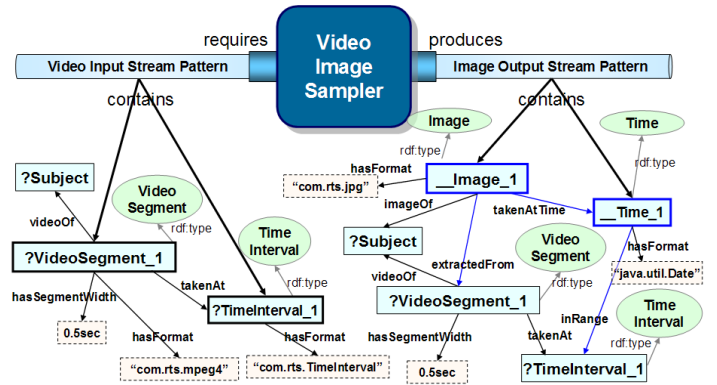 requires
Video
Image
Sampler
produces
Video Input Stream Pattern
Image Output Stream Pattern
contains
contains
Image
Time
rdf:type
rdf:type
hasFormat
"com.rts.jpg"
__Image_1
?Subject
Video
Segment
imageOf
takenAtTime
__Time_1
videoOf
rdf:type
Time
Interval
?Subject
extractedFrom
Video
Segment
hasFormat
?VideoSegment_1
rdf:type
videoOf
rdf:type
"java.util.Date"
hasSegmentWidth
takenAt
?TimeInterval_1
?VideoSegment_1
inRange
Time
Interval
0.5sec
hasFormat
hasFormat
hasSegmentWidth
takenAt
rdf:type
"com.rts.mpeg4"
"com.rts.TimeInterval"
0.5sec
?TimeInterval_1